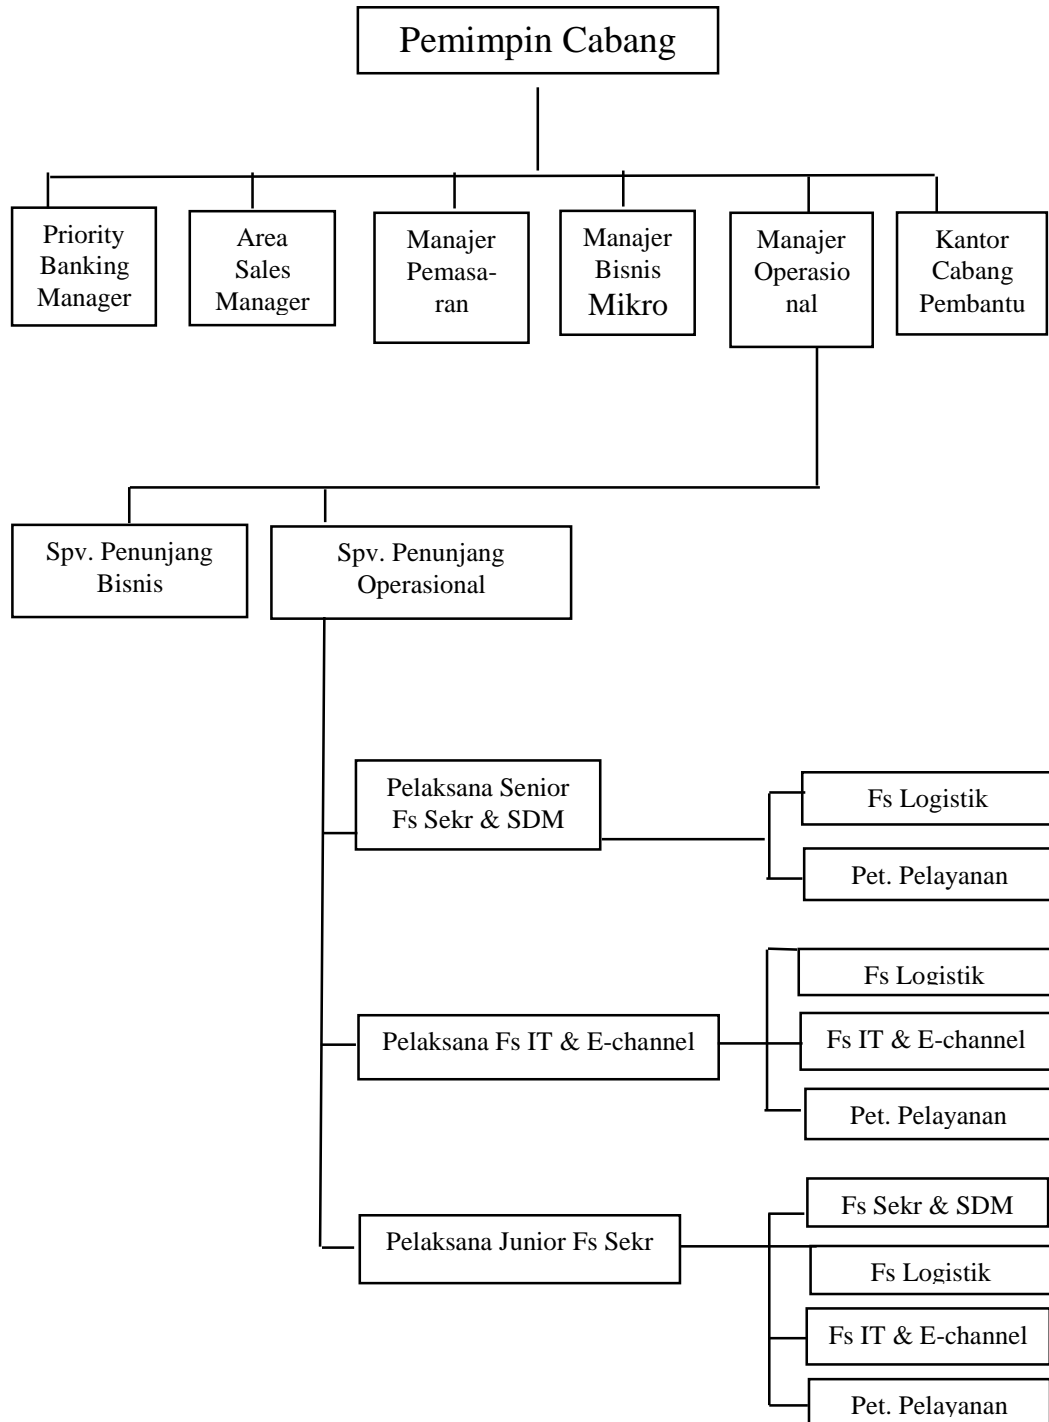 Pemimpin Cabang
Priority
Banking
Manager
Area
Sales
Manager
Manajer
Pemasa-
ran
Manajer
Bisnis
Mikro
Manajer
Operasio
nal
Kantor
Cabang
Pembantu
Spv. Penunjang
Bisnis
Spv. Penunjang
Operasional
Pelaksana Senior
Fs Sekr & SDM
Fs Logistik
Pet. Pelayanan
Pelaksana Fs IT & E-channel
Fs Logistik
Fs IT & E-channel
Pet. Pelayanan
Pelaksana Junior Fs Sekr
Fs Sekr & SDM
Fs Logistik
Fs IT & E-channel
Pet. Pelayanan